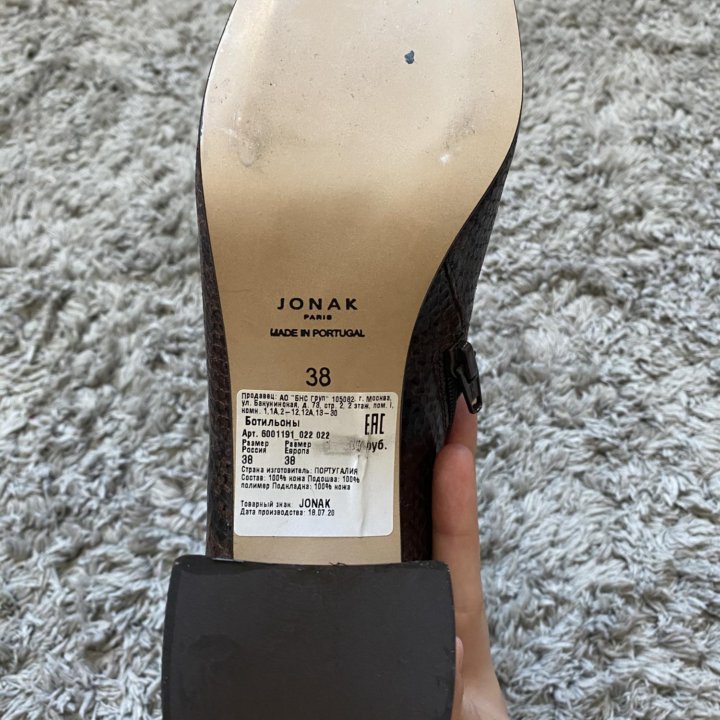 JONAK
PARIS
MADE IN PORTUGAL
38
Продавец: АО "БНС ГРУП" 105082, г. Москва,
ул. Бакунинская, д. 78, стр. 2, 2 этаж, пом. I,
комн. 1,1А,2-12,12А,13-30
Ботильоны
EAC
Арт. 6001191_022 022
Размер Размер руб.
Россия Европа
38 38
Страна изготовитель: ПОРТУГАЛИЯ
Состав: 100% кожа Подошва: 100%
полимер Подкладка: 100% кожа
Товарный знак: JONAK
Дата производства: 18.07.20